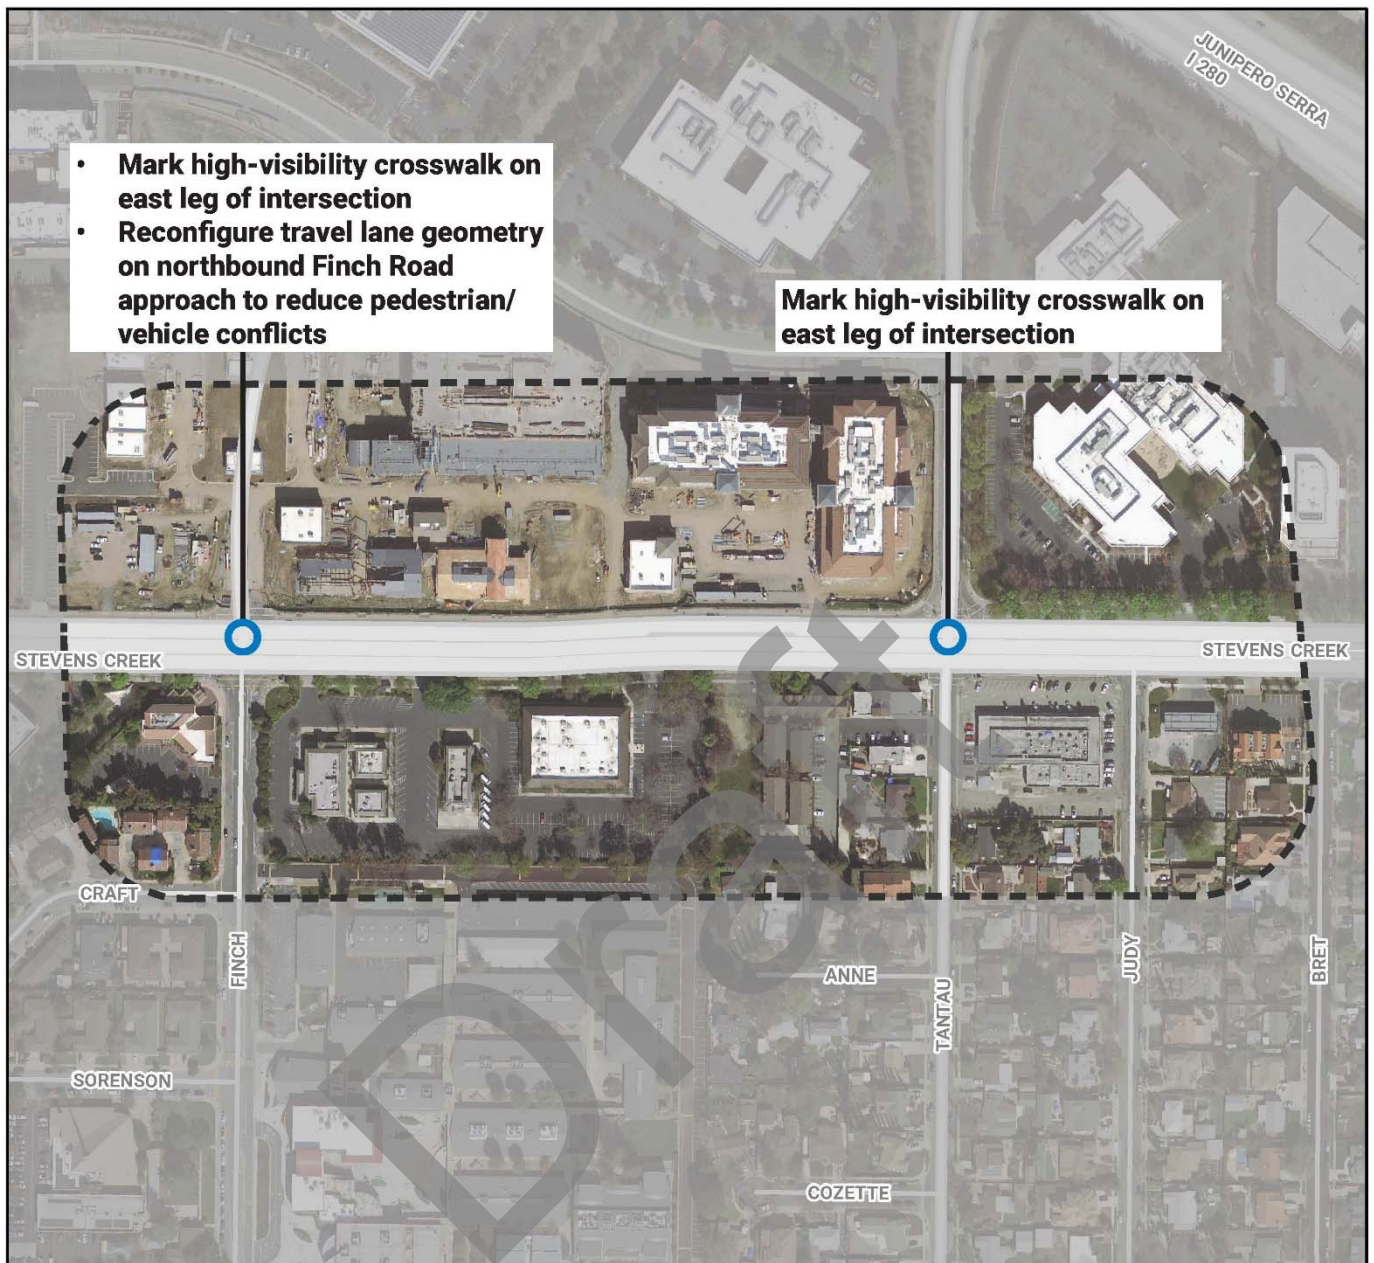 JUNIPERO SERRA
I 280
• Mark high-visibility crosswalk on
east leg of intersection
• Reconfigure travel lane geometry
on northbound Finch Road
approach to reduce pedestrian/
vehicle conflicts
Mark high-visibility crosswalk on
east leg of intersection
STEVENS CREEK
STEVENS CREEK
Draft
CRAFT
FINCH
ANNE
TANTAU
JUDY
BRET
SORENSON
COZETTE